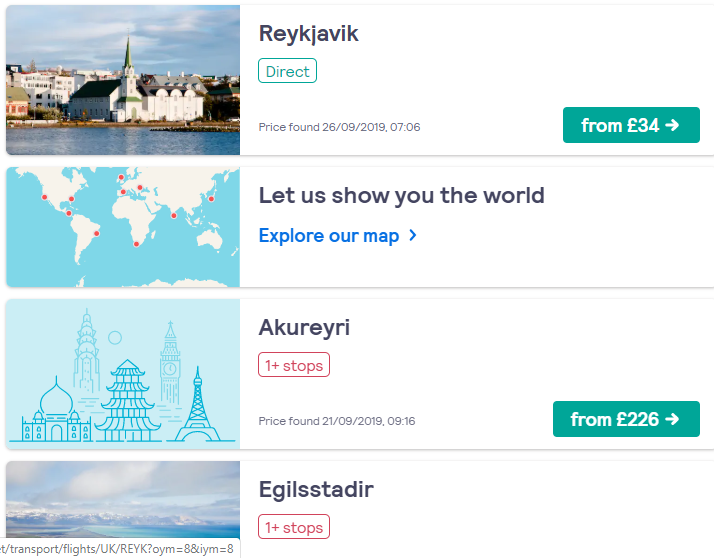 Reykjavik
Direct
Price found 26/09/2019, 07:06
from £34 →
Let us show you the world
Explore our map >
Akureyri
1+ stops
Price found 21/09/2019, 09:16
from £226 →
Egilsstadir
1+ stops
et/transport/flights/UK/REYK?oym=8&iym=8